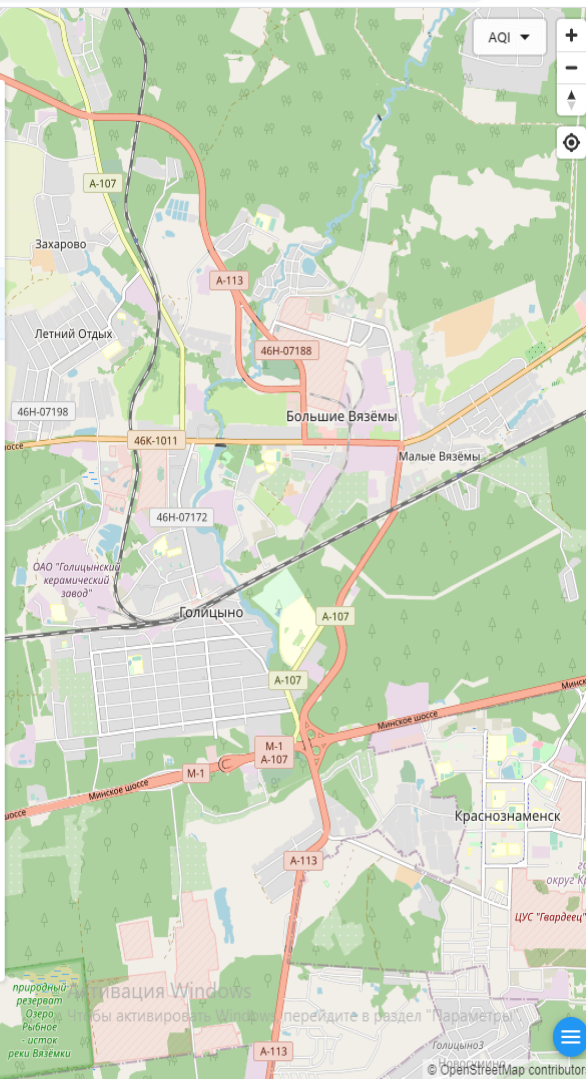 AQI
+
−
А-107
Захарово
А-113
Летний Отдых
46Н-07188
46Н-07198
Большие Вязёмы
46К-1011
оссе
Малые Вязёмы
46Н-07172
ОАО "Голицынский
керамический
завод"
Голицыно
А-107
А-107
Минск
Минское шоссе
М-1
А-107
М-1
Минское шоссе
шоссе
Краснознаменск
А-113
округ К
ЦУС "Гвардеец"
природный
резерват
Озеро
Рыбное
- исток
реки Вязёмки
Активация Windows
Чтобы активировать Windows, перейдите в раздел "Параметры".
Голицыно3
Новоскихино
А-113
© OpenStreetMap contributor